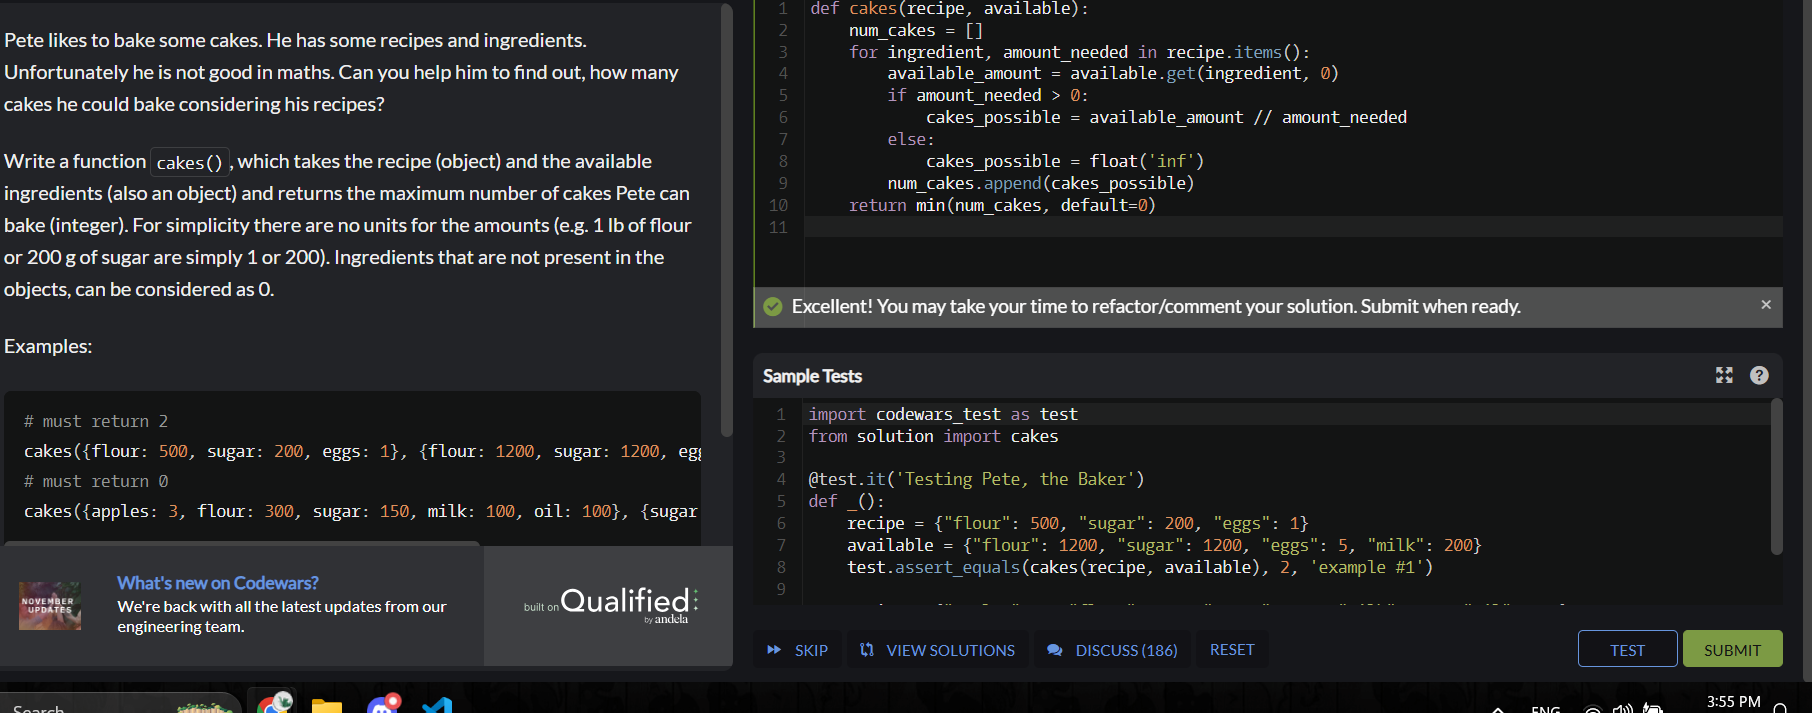 Pete likes to bake some cakes. He has some recipes and ingredients.
Unfortunately he is not good in maths. Can you help him to find out, how many
cakes he could bake considering his recipes?
Write a function cakes(), which takes the recipe (object) and the available
ingredients (also an object) and returns the maximum number of cakes Pete can
bake (integer). For simplicity there are no units for the amounts (e.g. 1 lb of flour
or 200 g of sugar are simply 1 or 200). Ingredients that are not present in the
objects, can be considered as 0.
Examples:
# must return 2
cakes({flour: 500, sugar: 200, eggs: 1}, {flour: 1200, sugar: 1200, egg
# must return 0
cakes({apples: 3, flour: 300, sugar: 150, milk: 100, oil: 100}, {sugar
NOVEMBER
UPDATES
What's new on Codewars?
We're back with all the latest updates from our
engineering team.
built on Qualified
by andela
1 def cakes(recipe, available):
2 num_cakes = []
3 for ingredient, amount_needed in recipe.items():
4 available_amount = available.get(ingredient, 0)
5 if amount_needed > 0:
6 cakes_possible = available_amount // amount_needed
7 else:
8 cakes_possible = float('inf')
9 num_cakes.append(cakes_possible)
10 return min(num_cakes, default=0)
11
Excellent! You may take your time to refactor/comment your solution. Submit when ready.
×
Sample Tests
?
1 import codewars_test as test
2 from solution import cakes
3
4 @test.it('Testing Pete, the Baker')
5 def _():
6 recipe = {"flour": 500, "sugar": 200, "eggs": 1}
7 available = {"flour": 1200, "sugar": 1200, "eggs": 5, "milk": 200}
8 test.assert_equals(cakes(recipe, available), 2, 'example #1')
9
SKIP
VIEW SOLUTIONS
DISCUSS (186)
RESET
TEST
SUBMIT
Search
ENG
3:55 PM